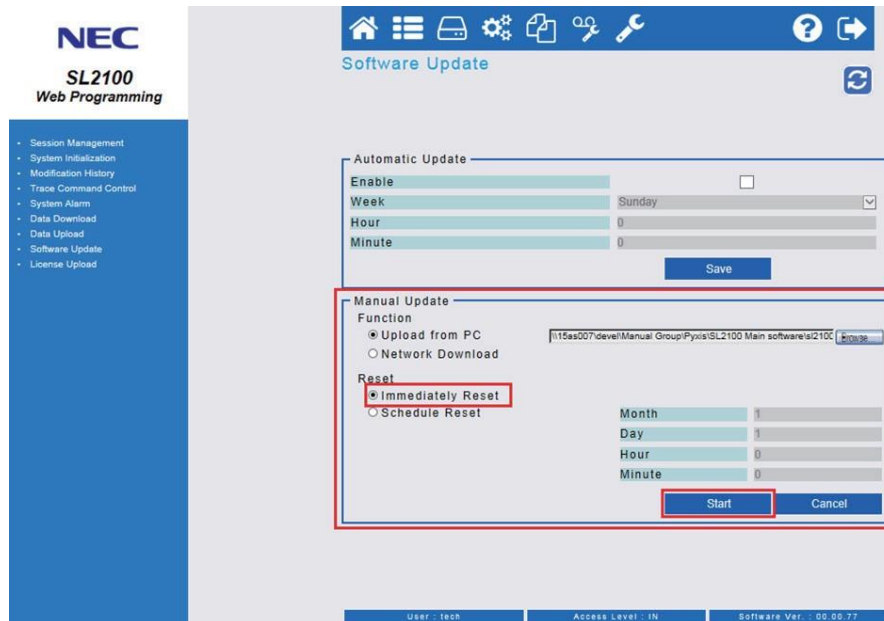 NEC
SL2100
Web Programming
Session Management
System Initialization
Modification History
Trace Command Control
System Alarm
Data Download
Data Upload
Software Update
License Upload
Software Update
Automatic Update
Enable
Week Sunday
Hour 0
Minute 0
Save
Manual Update
Function
Upload from PC \\15as007\devel\Manual Group\Pyxis\SL2100 Main software\sl210C Browse...
Network Download
Reset
Immediately Reset
Schedule Reset
Month 1
Day 1
Hour 0
Minute 0
Start Cancel
User : tech Access Level : IN Software Ver. : 00.00.77